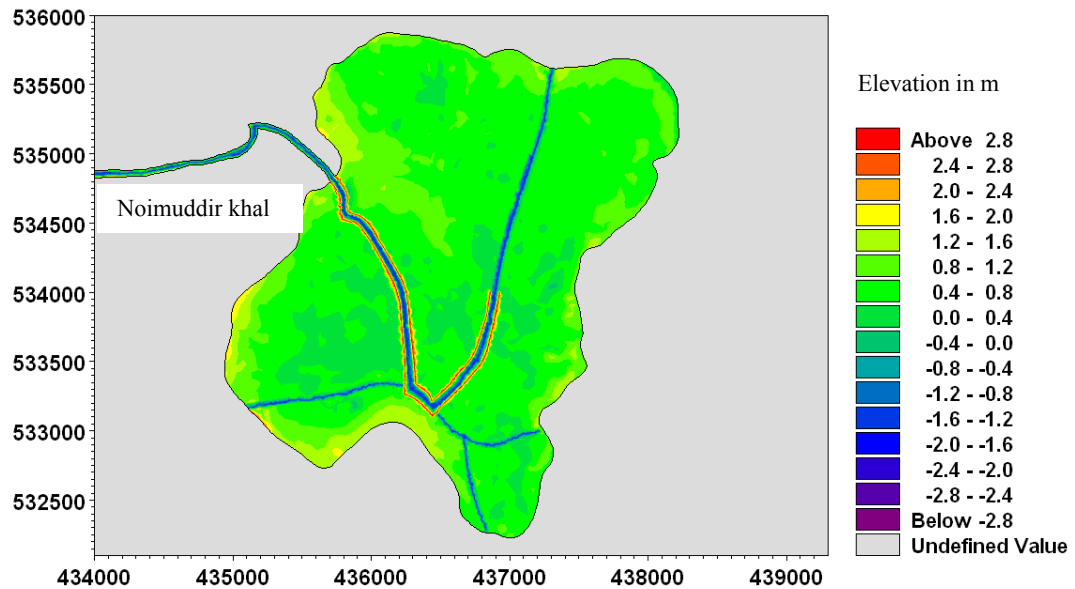 536000
535500
535000
534500
534000
533500
533000
532500
434000 435000 436000 437000 438000 439000
Noimuddir khal
Elevation in m
Above 2.8
2.4 - 2.8
2.0 - 2.4
1.6 - 2.0
1.2 - 1.6
0.8 - 1.2
0.4 - 0.8
0.0 - 0.4
-0.4 - 0.0
-0.8 - -0.4
-1.2 - -0.8
-1.6 - -1.2
-2.0 - -1.6
-2.4 - -2.0
-2.8 - -2.4
Below -2.8
Undefined Value